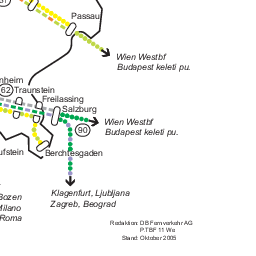 Passau
Wien Westbf
Budapest keleti pu.
nheim
62 Traunstein
Freilassing
Salzburg
Wien Westbf
Budapest keleti pu.
90
ufstein
Berchtesgaden
Klagenfurt, Ljubljana
Zagreb, Beograd
Bozen
Milano
Roma
Redaktion: DB Fernverkehr AG
P.TBF 11 We
Stand: Oktober 2005